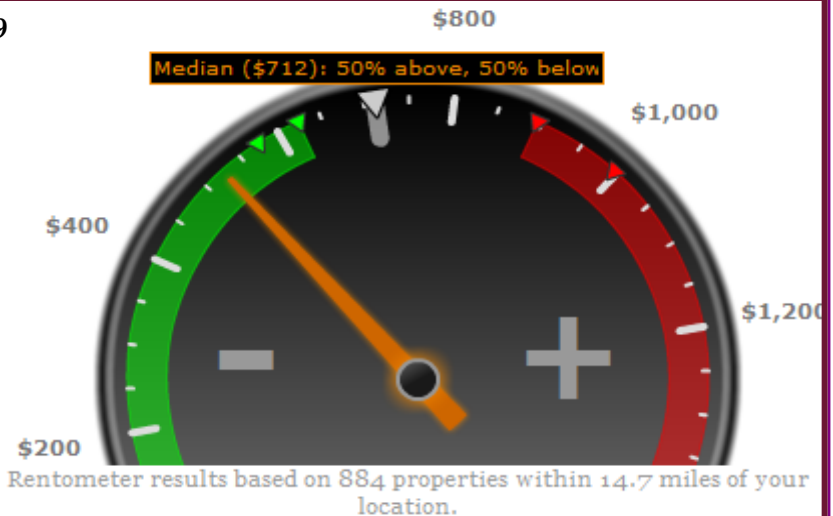 9
$800
Median ($712): 50% above, 50% below
$1,000
$400
$1,200
$200
Rentometer results based on 884 properties within 14.7 miles of your
location.